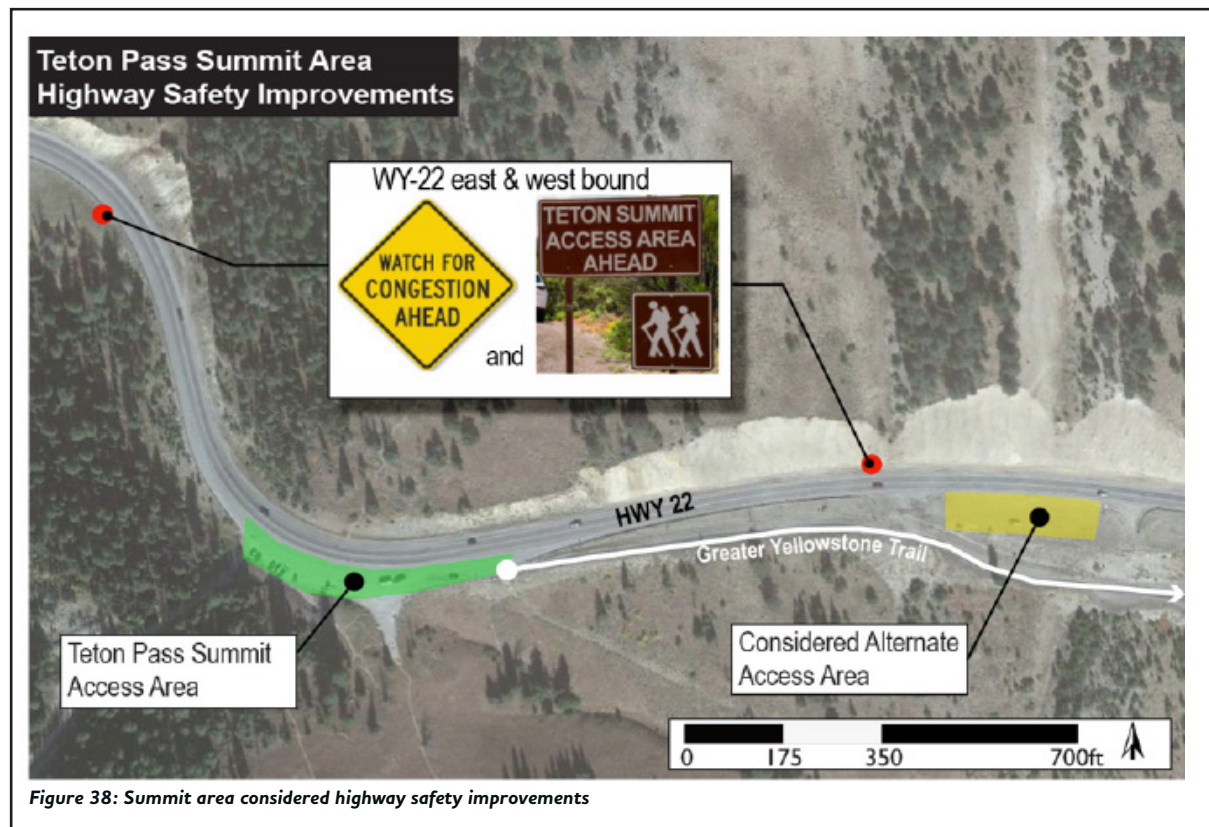 Teton Pass Summit Area
Highway Safety Improvements
WY-22 east & west bound
WATCH FOR
CONGESTION
AHEAD
and
TETON SUMMIT
ACCESS AREA
AHEAD
HWY 22
Greater Yellowstone Trail
Teton Pass Summit
Access Area
Considered Alternate
Access Area
0 175 350 700ft
Figure 38: Summit area considered highway safety improvements